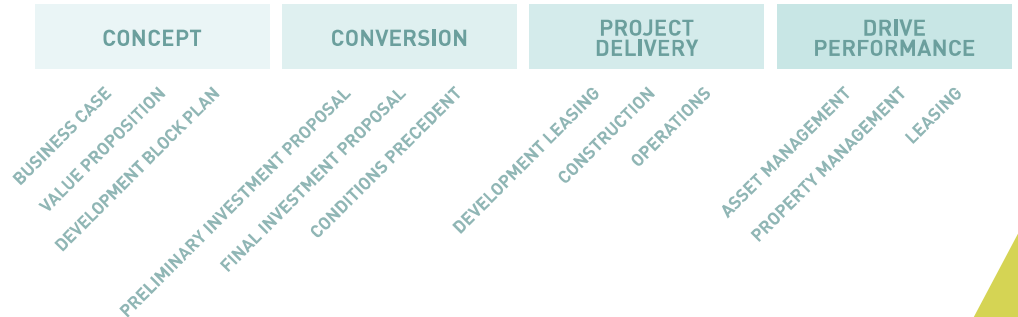 CONCEPT
BUSINESS CASE
VALUE PROPOSITION
DEVELOPMENT BLOCK PLAN
CONVERSION
PRELIMINARY INVESTMENT PROPOSAL
FINAL INVESTMENT PROPOSAL
CONDITIONS PRECEDENT
PROJECT
DELIVERY
DEVELOPMENT LEASING
CONSTRUCTION
OPERATIONS
DRIVE
PERFORMANCE
ASSET MANAGEMENT
PROPERTY MANAGEMENT
LEASING